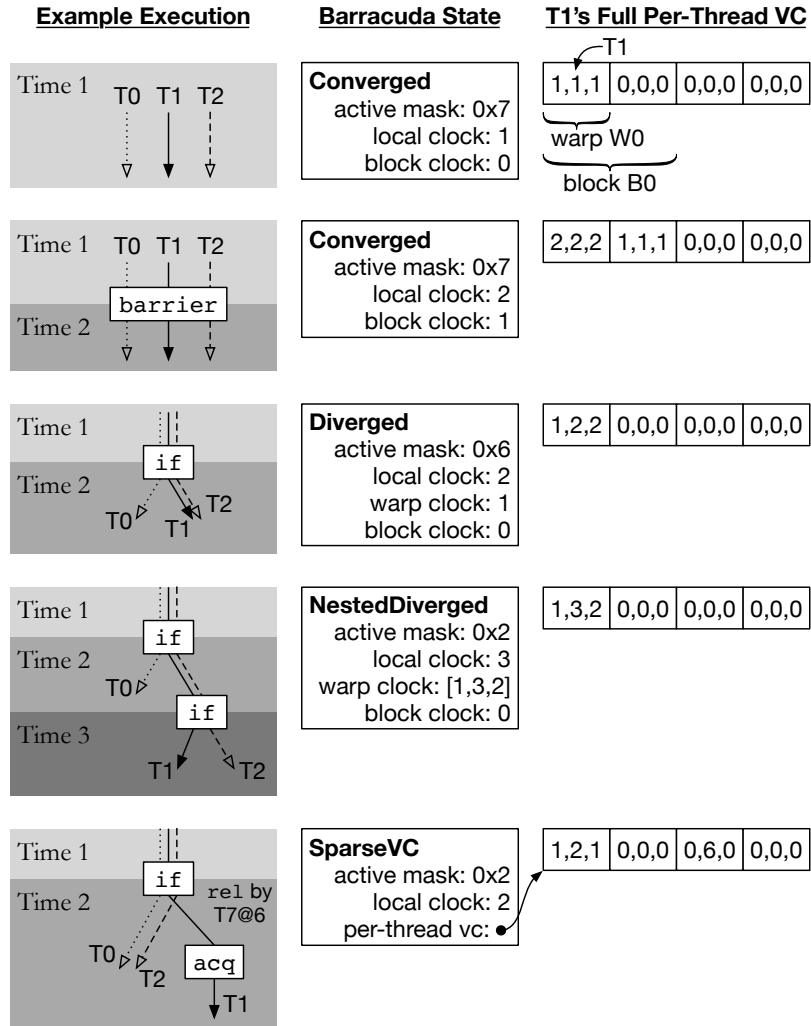 Example Execution Barracuda State T1's Full Per-Thread VC
Time 1
T0 T1 T2
Converged
active mask: 0x7
local clock: 1
block clock: 0
T1
1,1,1 0,0,0 0,0,0 0,0,0
warp W0
block B0
Time 1
T0 T1 T2
barrier
Time 2
Converged
active mask: 0x7
local clock: 2
block clock: 1
2,2,2 1,1,1 0,0,0 0,0,0
Time 1
if
Time 2
T0
T1
T2
Diverged
active mask: 0x6
local clock: 2
warp clock: 1
block clock: 0
1,2,2 0,0,0 0,0,0 0,0,0
Time 1
if
Time 2
T0
if
Time 3
T1
T2
NestedDiverged
active mask: 0x2
local clock: 3
warp clock: [1,3,2]
block clock: 0
1,3,2 0,0,0 0,0,0 0,0,0
Time 1
if
Time 2
rel by
T7@6
T0
T2
acq
T1
SparseVC
active mask: 0x2
local clock: 2
per-thread vc:
1,2,1 0,0,0 0,6,0 0,0,0